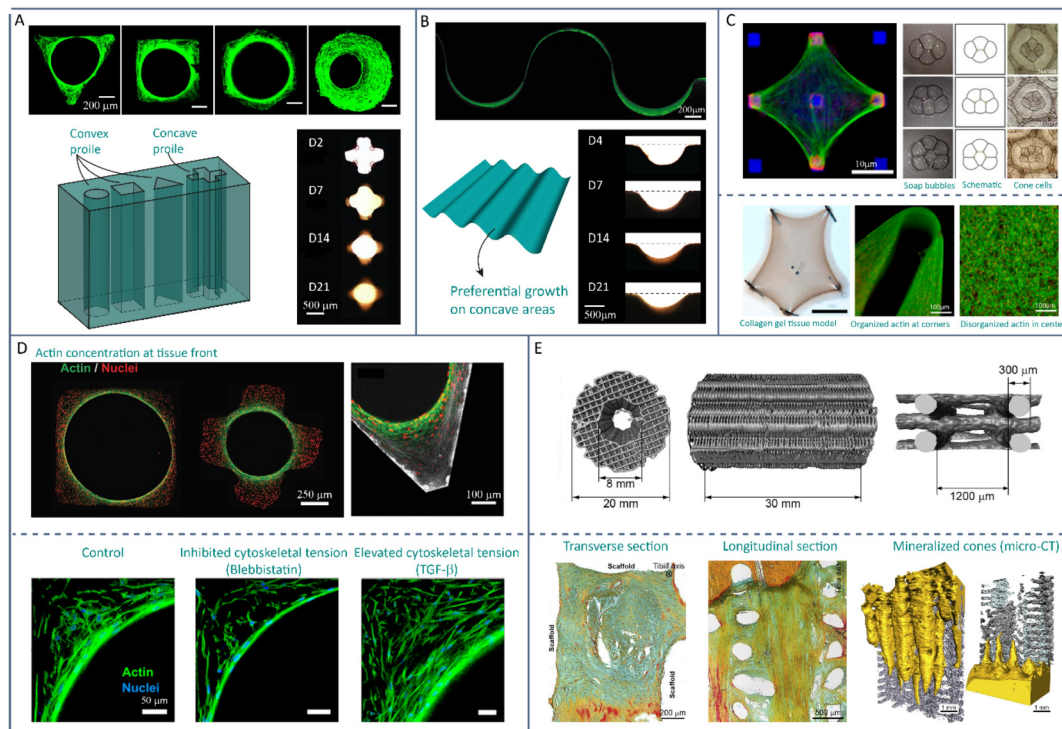 A
200 µm
Convex
proile
Concave
proile
D2
D7
D14
D21
500 µm
B
200µm
D4
D7
D14
D21
500µm
Preferential growth
on concave areas
C
10µm
Soap bubbles
Schematic
Cone cells
Collagen gel tissue model
100µm
Organized actin at corners
100µm
Disorganized actin in cente
D
Actin concentration at tissue front
Actin / Nuclei
250 µm
100 µm
Control
Inhibited cytoskeletal tension
(Blebbistatin)
Elevated cytoskeletal tension
(TGF-β)
Actin
Nuclei
50 µm
E
8 mm
20 mm
30 mm
300 µm
1200 µm
Transverse section
Longitudinal section
Mineralized cones (micro-CT)
Scaffold
Tibial Axis
Scaffold
Scaffold
200 µm
500 µm
1 mm
1 mm